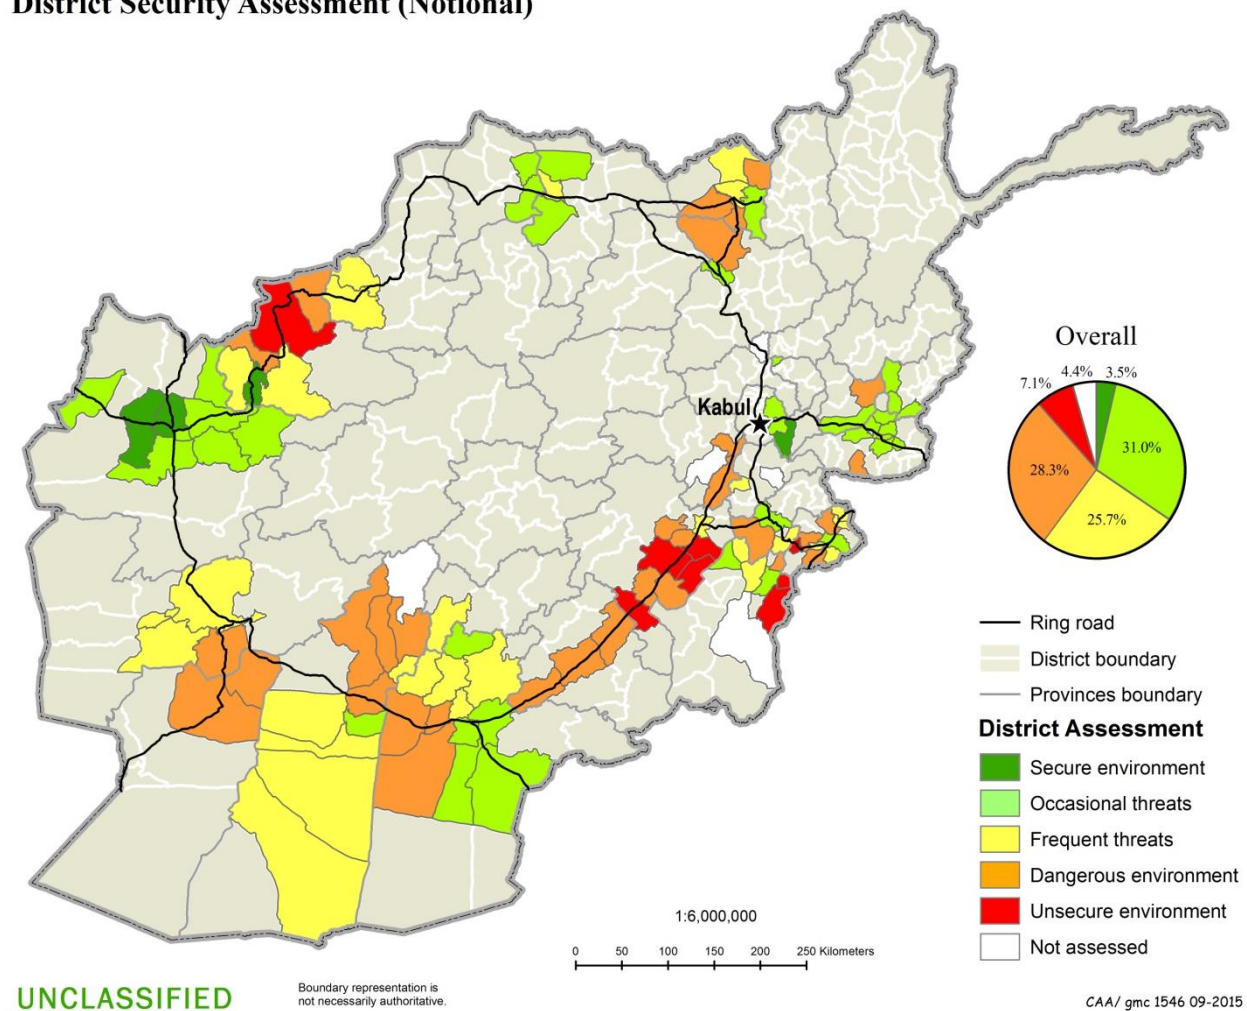 District Security Assessment (Notional)
Kabul
Overall
7.1%
4.4%
3.5%
31.0%
28.3%
25.7%
Ring road
District boundary
Provinces boundary
District Assessment
Secure environment
Occasional threats
Frequent threats
Dangerous environment
Unsecure environment
Not assessed
1:6,000,000
0 50 100 150 200 250 Kilometers
UNCLASSIFIED
Boundary representation is
not necessarily authoritative.
CAA/ gmc 1546 09-2015